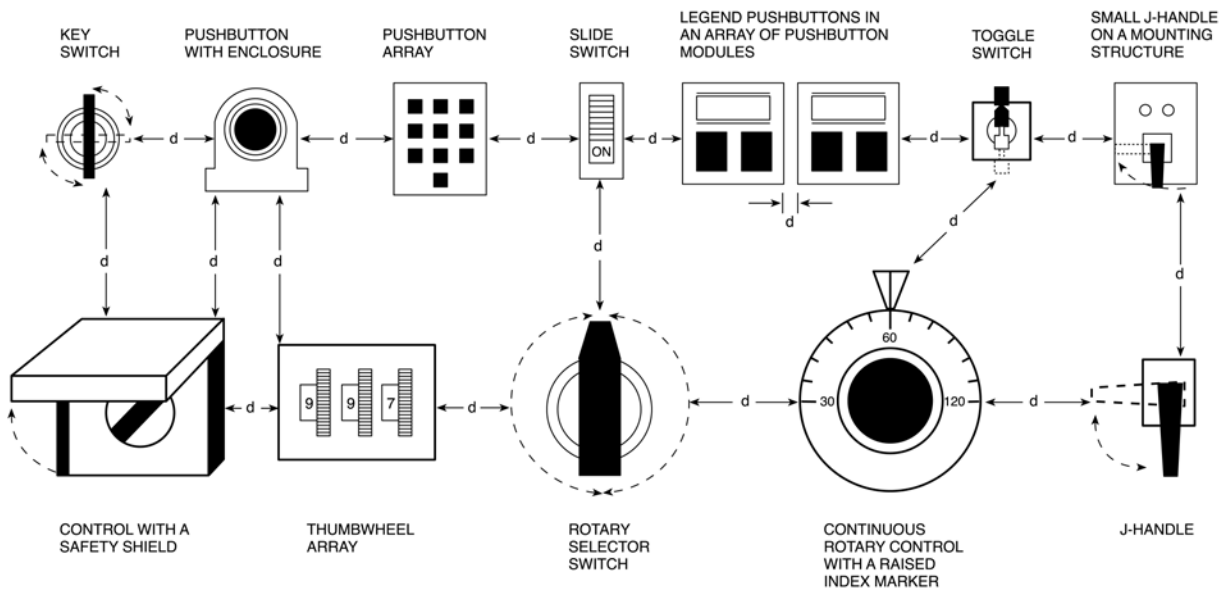 KEY
SWITCH
PUSHBUTTON
WITH ENCLOSURE
PUSHBUTTON
ARRAY
SLIDE
SWITCH
LEGEND PUSHBUTTONS IN
AN ARRAY OF PUSHBUTTON
MODULES
TOGGLE
SWITCH
SMALL J-HANDLE
ON A MOUNTING
STRUCTURE
d
d
d
d
d
d
ON
d
d
d
d
d
d
d
60
9
9
7
30
120
d
d
d
d
CONTROL WITH A
SAFETY SHIELD
THUMBWHEEL
ARRAY
ROTARY
SELECTOR
SWITCH
CONTINUOUS
ROTARY CONTROL
WITH A RAISED
INDEX MARKER
J-HANDLE